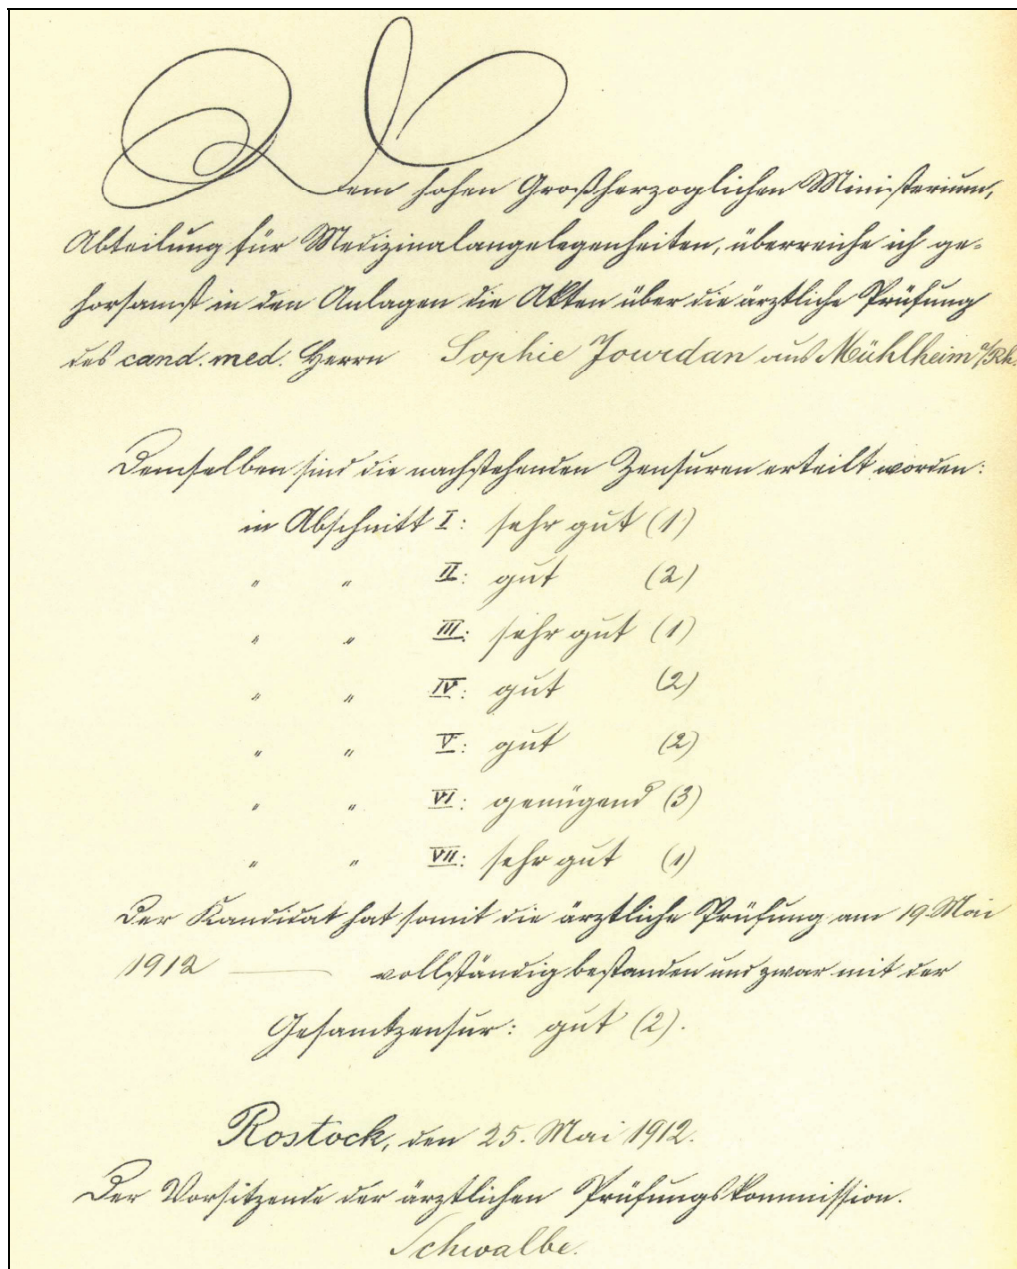 Dem hohen Großherzoglichen Ministerium,
Abteilung für Medizinalangelegenheiten, überreiche ich ge-
horsamst in den Anlagen die Akten über die ärztliche Prüfung
des cand. med. Herrn Sophie Jourdan aus Mühlheim a/Rh.
Demselben sind die nachstehenden Zensuren erteilt worden:
in Abschnitt I: sehr gut (1)
" " II: gut (2)
" " III: sehr gut (1)
" " IV: gut (2)
" " V: gut (2)
" " VI: genügend (3)
" " VII: sehr gut (1)
Der Kandidat hat somit die ärztliche Prüfung am 19. Mai
1912 — vollständig bestanden und zwar mit der
Gesamtzensur: gut (2).
Rostock, den 25. Mai 1912.
Der Vorsitzende der ärztlichen Prüfungskommission.
Schwalbe.